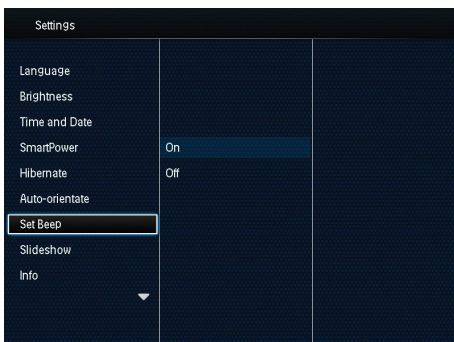 Settings
Language
Brightness
Time and Date
SmartPower
On
Hibernate
Off
Auto-orientate
Set Beep
Slideshow
Info